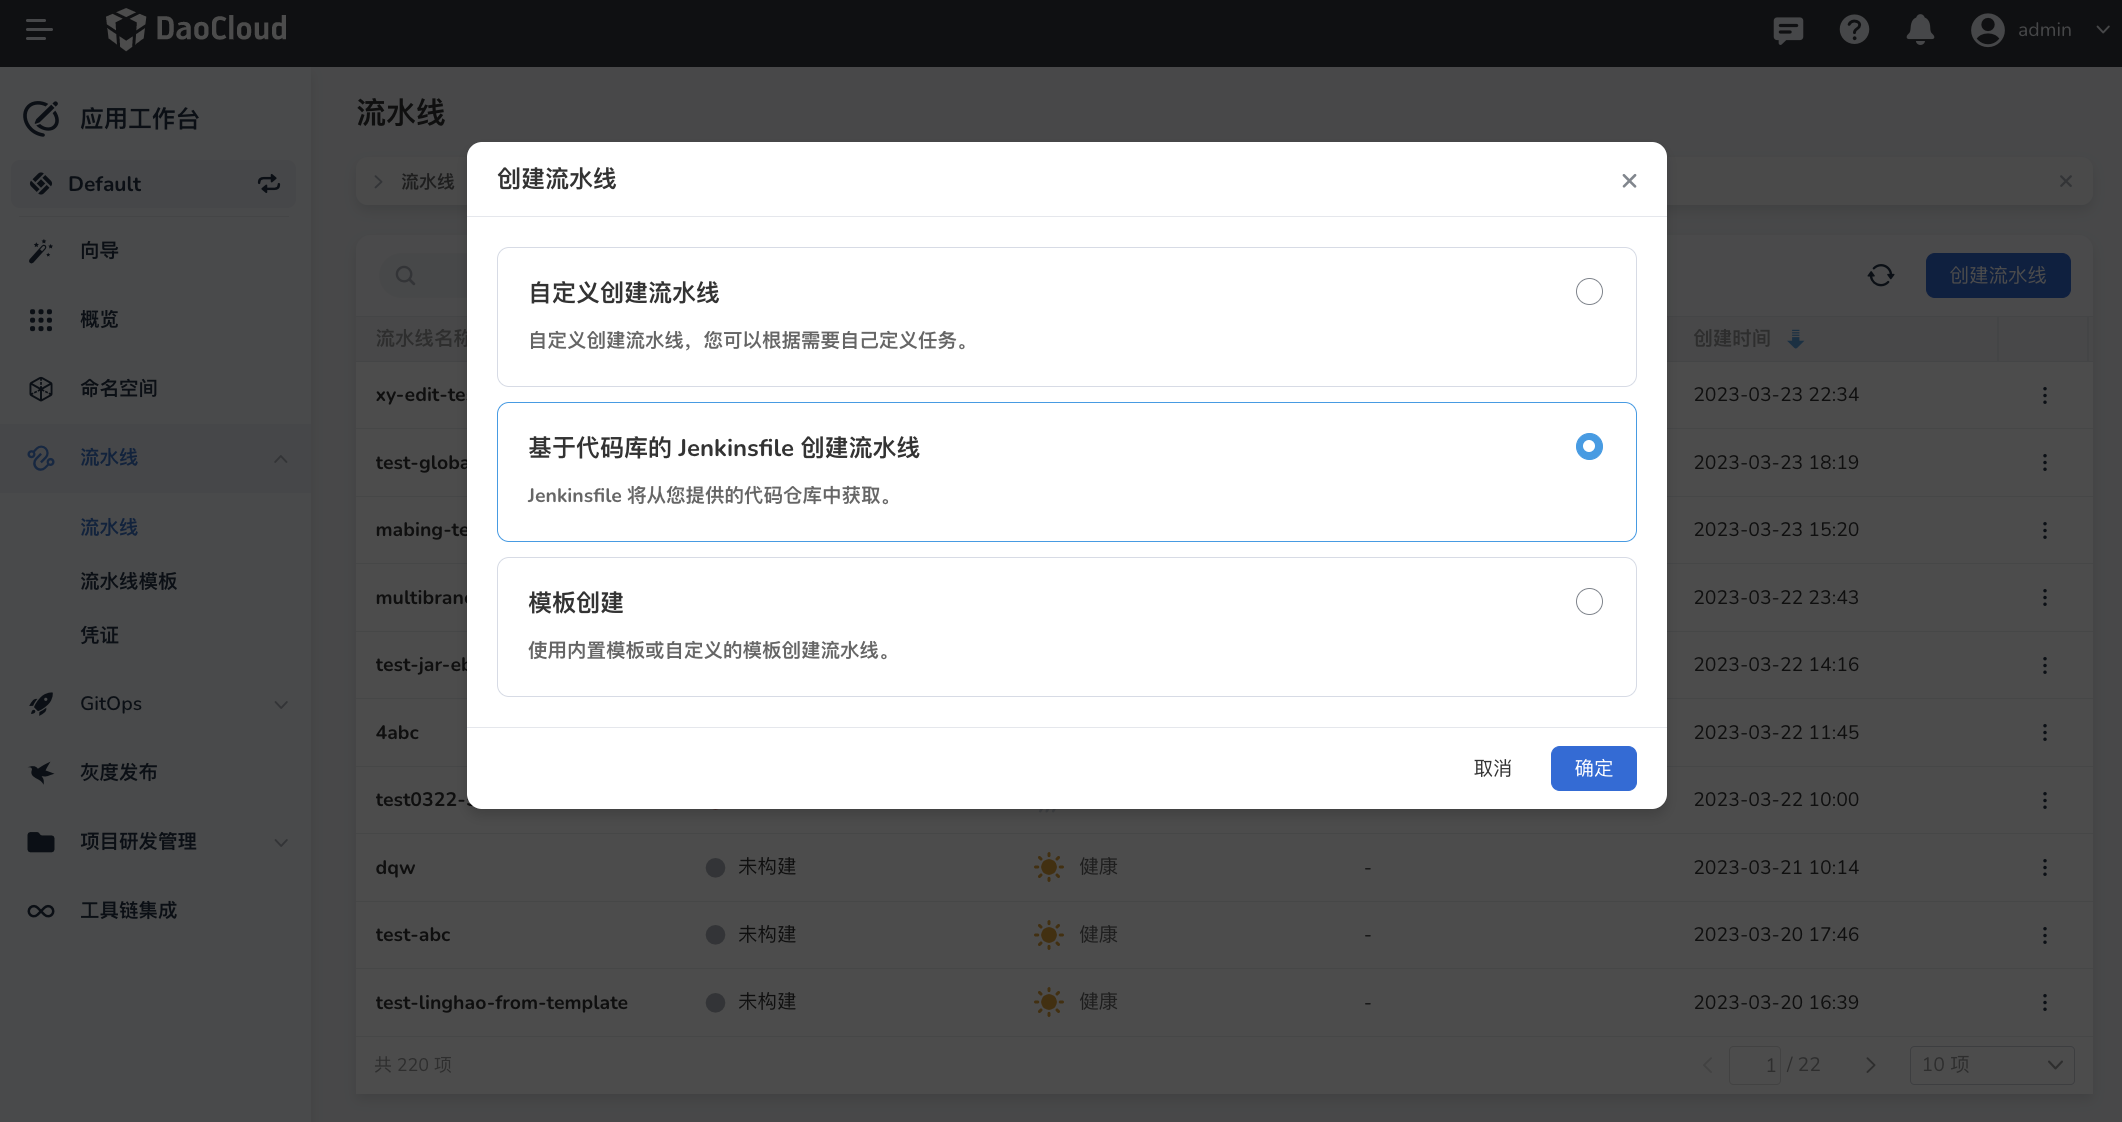 DaoCloud
admin
应用工作台
Default
向导
概览
命名空间
流水线
流水线
流水线模板
凭证
GitOps
灰度发布
项目研发管理
工具链集成
流水线
流水线
创建流水线
创建流水线
自定义创建流水线
自定义创建流水线，您可以根据需要自己定义任务。
基于代码库的 Jenkinsfile 创建流水线
Jenkinsfile 将从您提供的代码仓库中获取。
模板创建
使用内置模板或自定义的模板创建流水线。
取消 确定
流水线名称 创建时间
xy-edit-te 2023-03-23 22:34
test-globa 2023-03-23 18:19
mabing-te 2023-03-23 15:20
multibran 2023-03-22 23:43
test-jar-e 2023-03-22 14:16
4abc 2023-03-22 11:45
test0322- 2023-03-22 10:00
dqw 未构建 健康 - 2023-03-21 10:14
test-abc 未构建 健康 - 2023-03-20 17:46
test-linghao-from-template 未构建 健康 - 2023-03-20 16:39
共 220 项 1 / 22 10 项